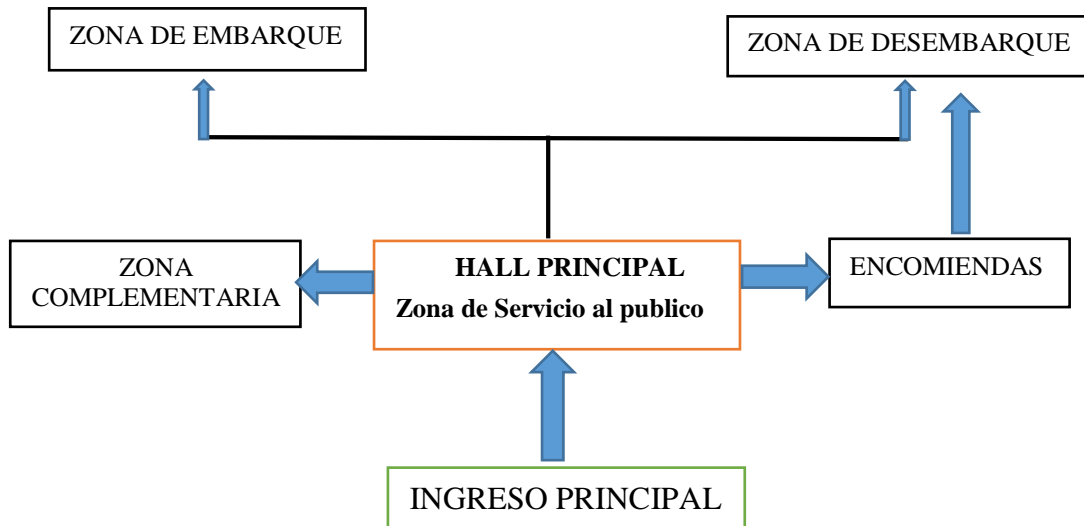 ZONA DE EMBARQUE
ZONA DE DESEMBARQUE
ZONA
COMPLEMENTARIA
HALL PRINCIPAL
Zona de Servicio al publico
ENCOMIENDAS
INGRESO PRINCIPAL